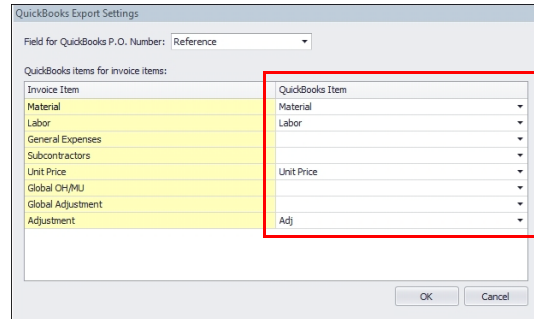 QuickBooks Export Settings
Field for QuickBooks P.O. Number: Reference
QuickBooks items for invoice items:
Invoice Item QuickBooks Item
Material Material
Labor Labor
General Expenses
Subcontractors
Unit Price Unit Price
Global OH/MU
Global Adjustment
Adjustment Adj
OK Cancel